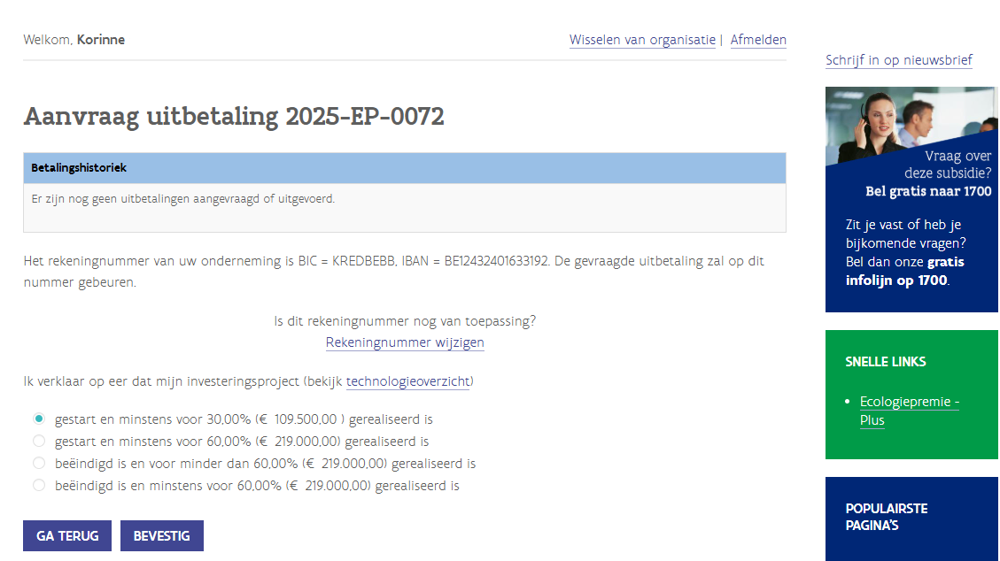 Welkom, Korinne
Wisselen van organisatie | Afmelden
Aanvraag uitbetaling 2025-EP-0072
Betalingshistoriek
Er zijn nog geen uitbetalingen aangevraagd of uitgevoerd.
Het rekeningnummer van uw onderneming is BIC = KREDBEBB, IBAN = BE12432401633192. De gevraagde uitbetaling zal op dit
nummer gebeuren.
Is dit rekeningnummer nog van toepassing?
Rekeningnummer wijzigen
Ik verklaar op eer dat mijn investeringsproject (bekijk technologieoverzicht)
gestart en minstens voor 30,00% (€ 109.500,00 ) gerealiseerd is
gestart en minstens voor 60,00% (€ 219.000,00) gerealiseerd is
beëindigd is en voor minder dan 60,00% (€ 219.000,00) gerealiseerd is
beëindigd is en minstens voor 60,00% (€ 219.000,00) gerealiseerd is
GA TERUG
BEVESTIG
Schrijf in op nieuwsbrief
Vraag over
deze subsidie?
Bel gratis naar 1700
Zit je vast of heb je
bijkomende vragen?
Bel dan onze gratis
infolijn op 1700.
SNELLE LINKS
• Ecologiepremie -
Plus
POPULAIRSTE
PAGINA'S